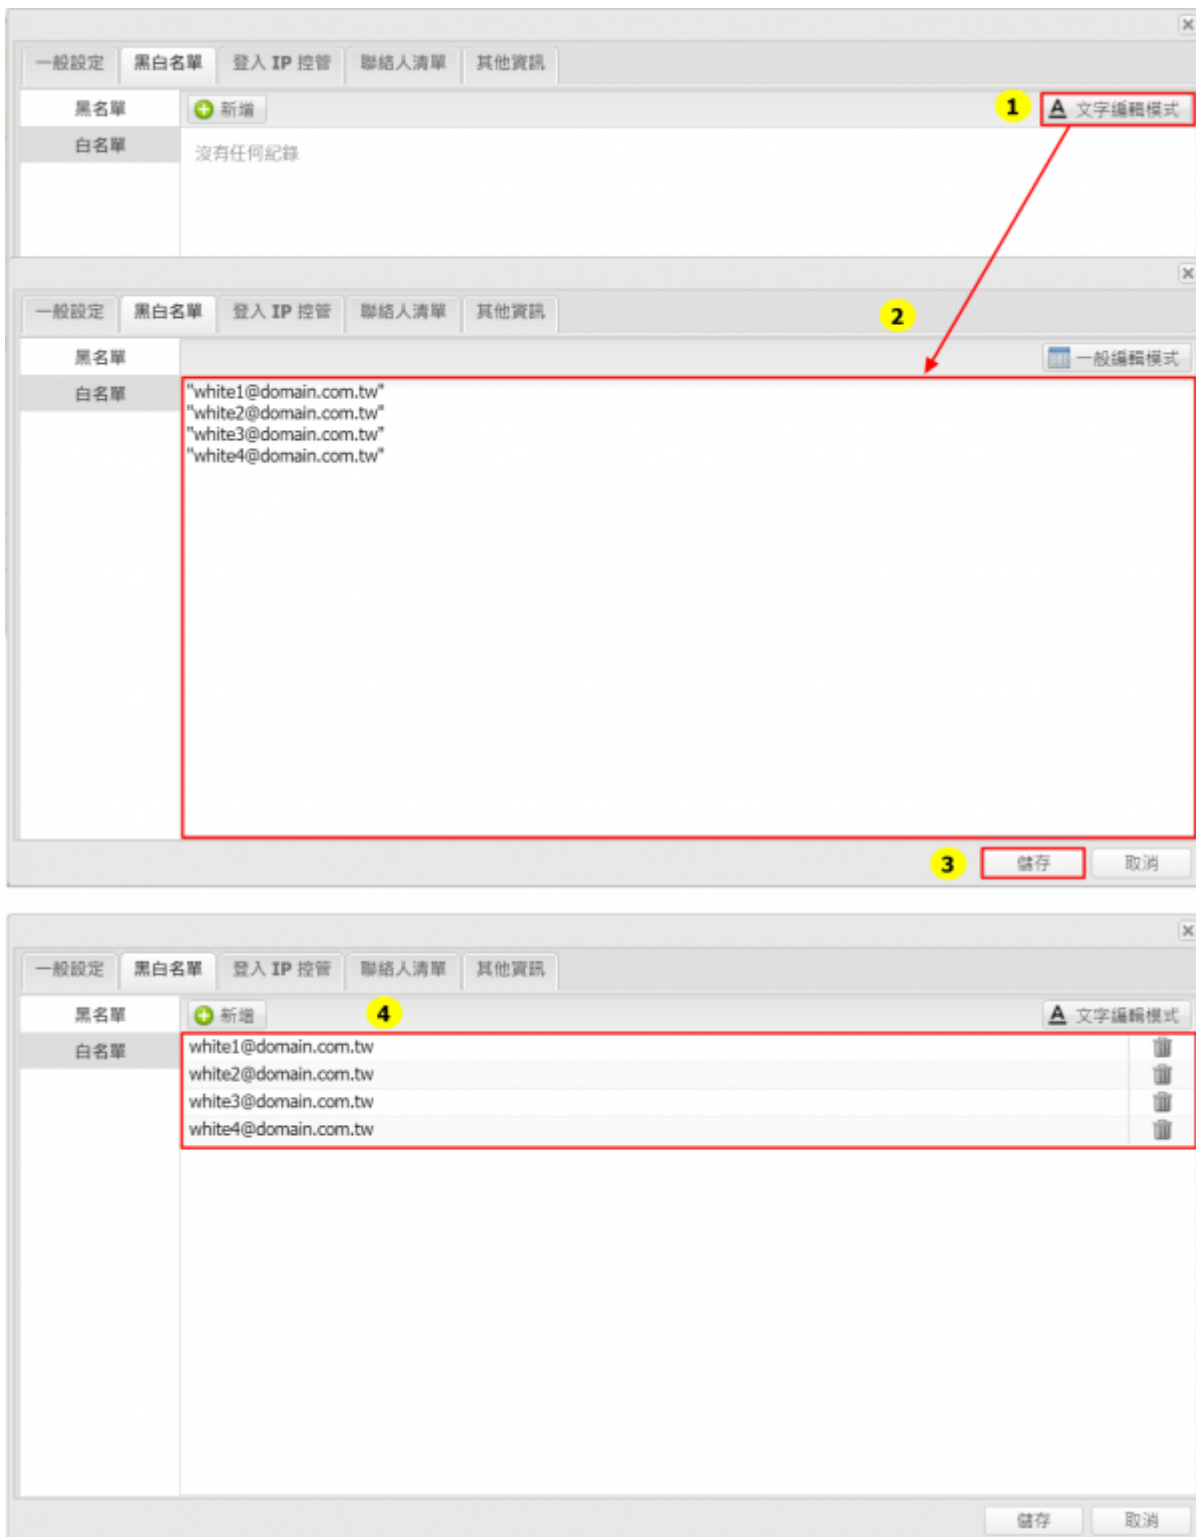 一般設定 黑白名單 登入 IP 控管 聯絡人清單 其他資訊
黑名單 新增 1 A 文字編輯模式
白名單 沒有任何紀錄
一般設定 黑白名單 登入 IP 控管 聯絡人清單 其他資訊 2
黑名單 一般編輯模式
白名單 "white1@domain.com.tw"
"white2@domain.com.tw"
"white3@domain.com.tw"
"white4@domain.com.tw"
3 儲存 取消
一般設定 黑白名單 登入 IP 控管 聯絡人清單 其他資訊
黑名單 新增 4 A 文字編輯模式
白名單 white1@domain.com.tw
white2@domain.com.tw
white3@domain.com.tw
white4@domain.com.tw
儲存 取消